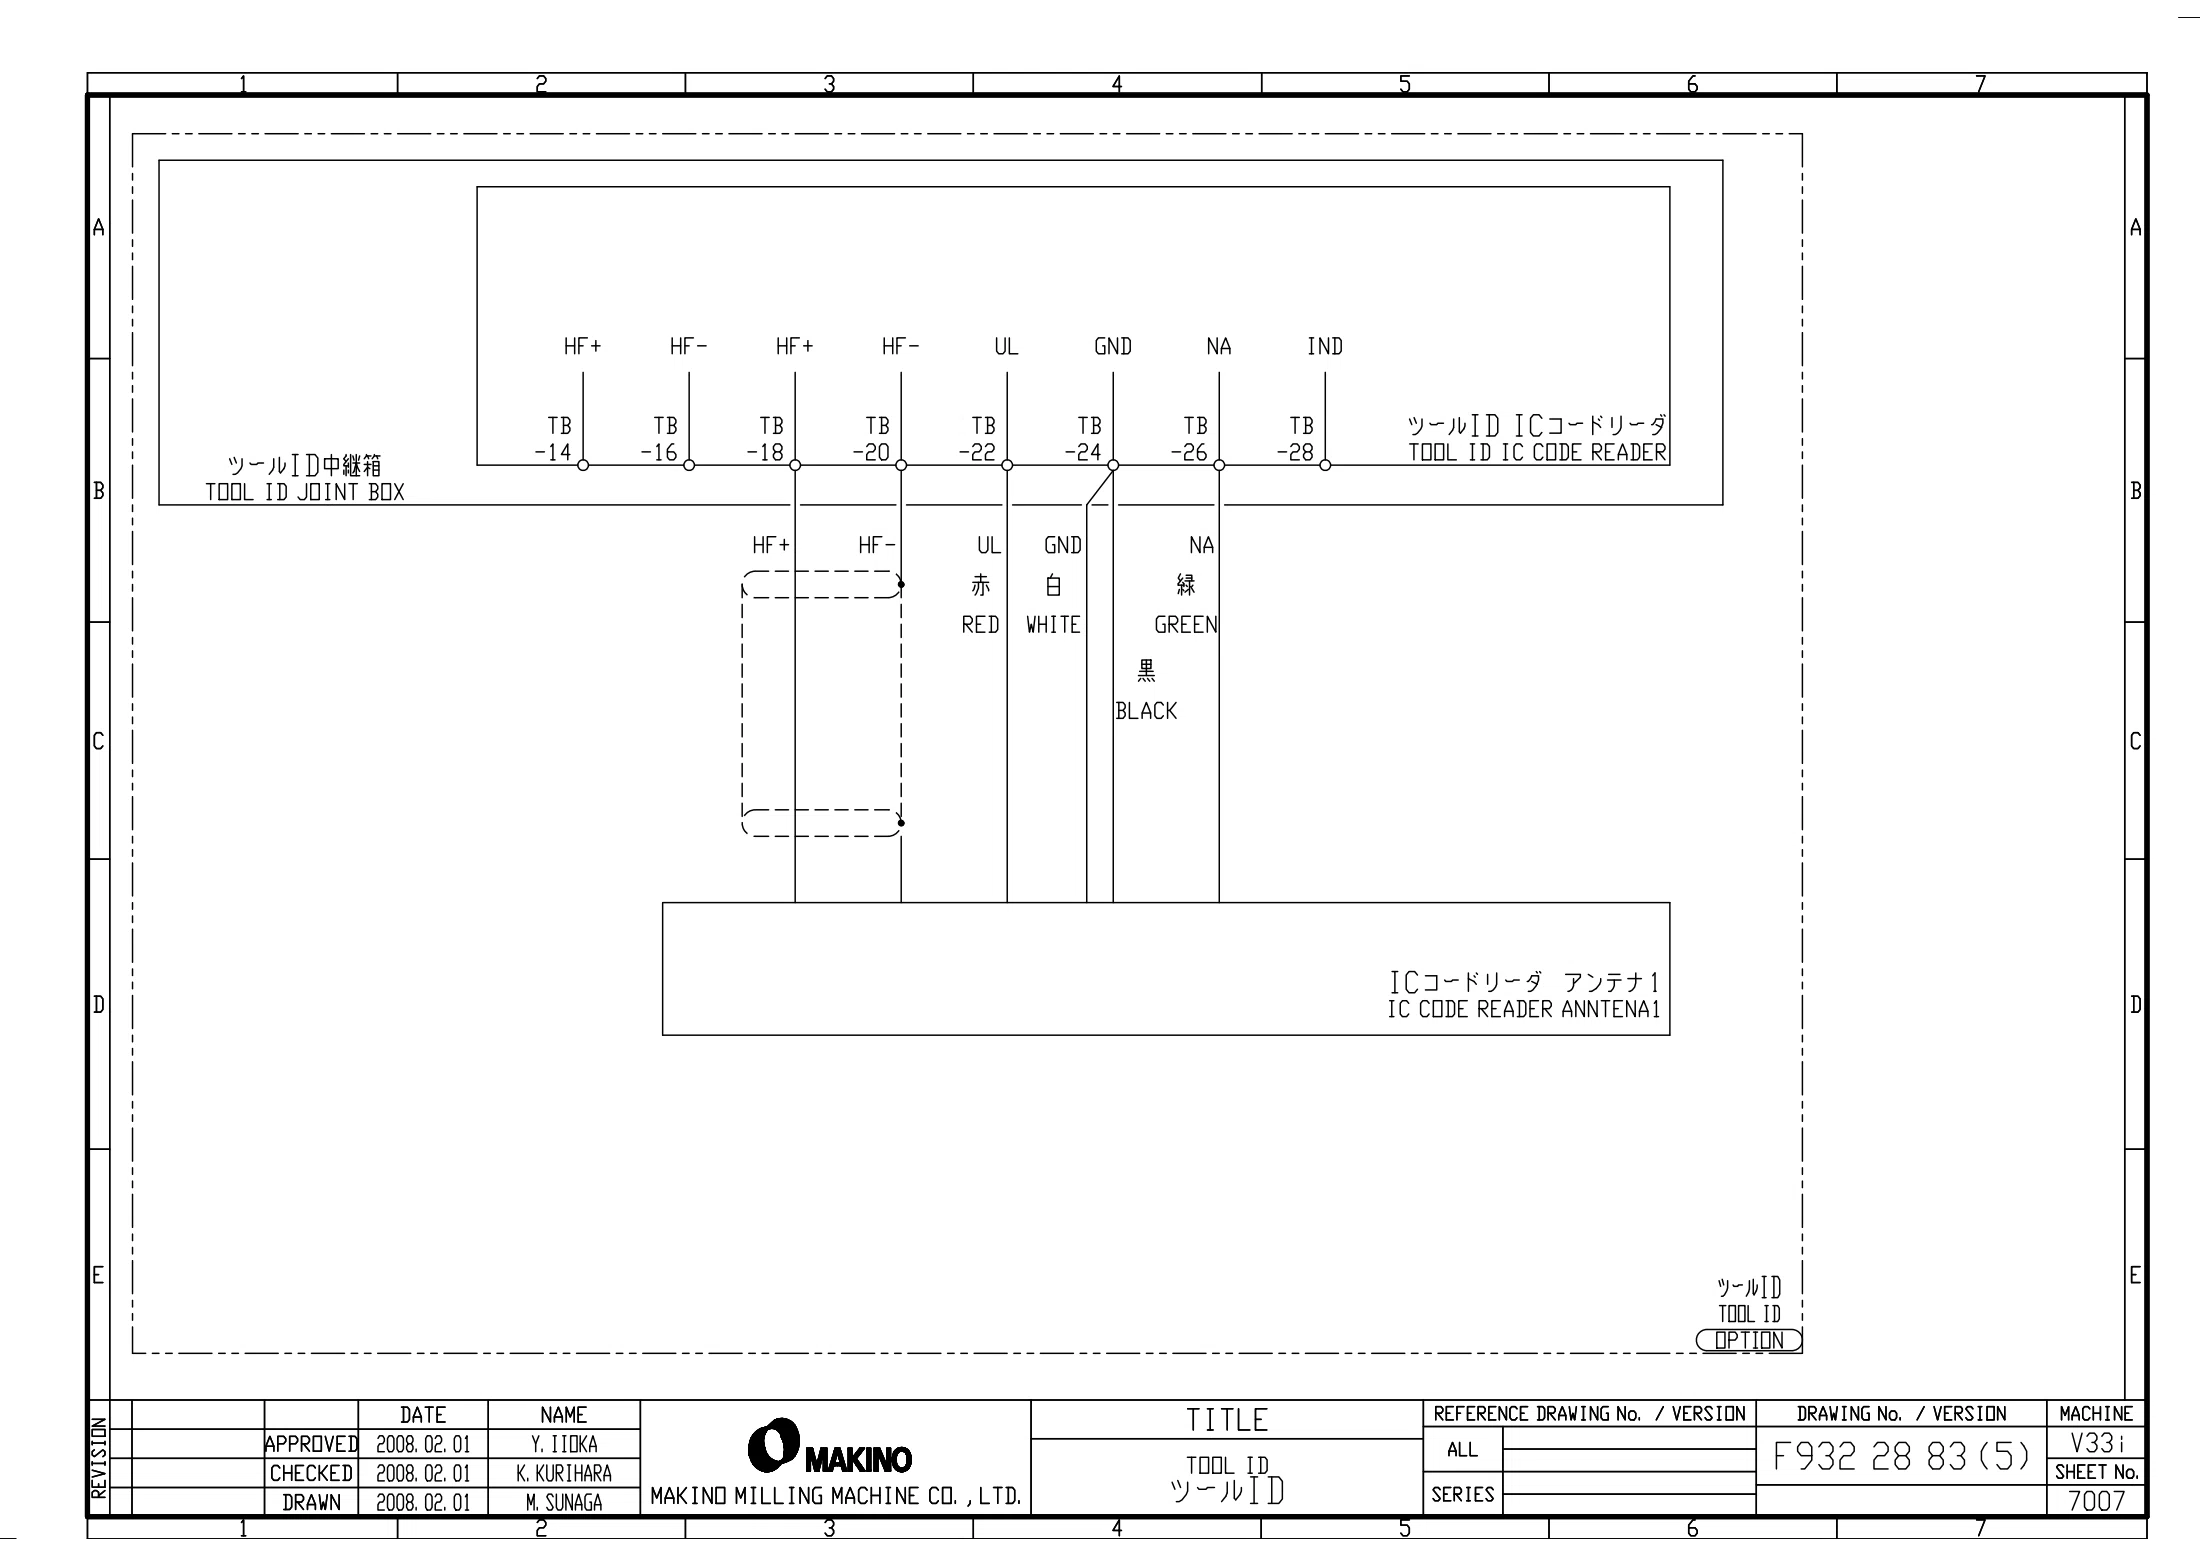 1 2 3 4 5 6 7
A A
HF+ HF- HF+ HF- UL GND NA IND
TB TB TB TB TB TB TB TB
-14 -16 -18 -20 -22 -24 -26 -28
ツールID ICコードリーダ
TOOL ID IC CODE READER
ツールID中継箱
TOOL ID JOINT BOX
B B
HF+ HF- UL GND NA
赤 白 緑
RED WHITE GREEN
黒
BLACK
C C
ICコードリーダ アンテナ1
IC CODE READER ANNTENA1
D D
E E
ツールID
TOOL ID
OPTION
REVISION
DATE NAME
APPROVED 2008. 02. 01 Y. IIOKA
CHECKED 2008. 02. 01 K. KURIHARA
DRAWN 2008. 02. 01 M. SUNAGA
MAKINO
MAKINO MILLING MACHINE CO. , LTD.
TITLE
TOOL ID
ツールID
REFERENCE DRAWING No. / VERSION
ALL
SERIES
DRAWING No. / VERSION
F932 28 83 (5)
MACHINE
V33i
SHEET No.
7007
1 2 3 4 5 6 7